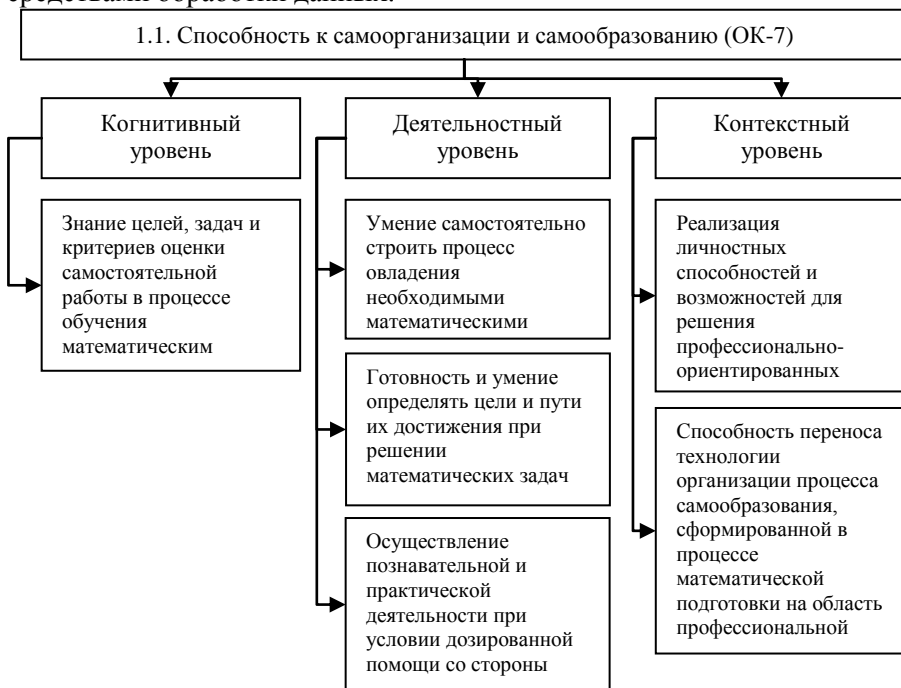 средствами обработки данных.
1.1. Способность к самоорганизации и самообразованию (ОК-7)
Когнитивный
уровень
Деятельностный
уровень
Контекстный
уровень
Знание целей, задач и
критериев оценки
самостоятельной
работы в процессе
обучения
математическим
Умение самостоятельно
строить процесс
овладения
необходимыми
математическими
Готовность и умение
определять цели и пути
их достижения при
решении
математических задач
Осуществление
познавательной и
практической
деятельности при
условии дозированной
помощи со стороны
Реализация
личностных
способностей и
возможностей для
решения
профессионально-
ориентированных
Способность переноса
технологии
организации процесса
самообразования,
сформированной в
процессе
математической
подготовки на область
профессиональной